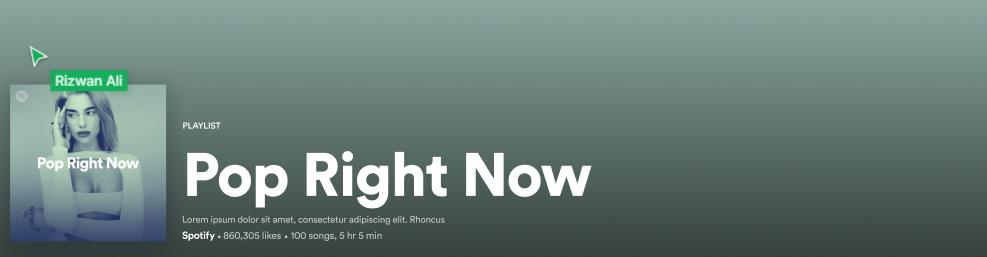 Rizwan Ali
Pop Right Now
PLAYLIST
Pop Right Now
Lorem ipsum dolor sit amet, consectetur adipiscing elit. Rhoncus
Spotify • 860,305 likes • 100 songs, 5 hr 5 min